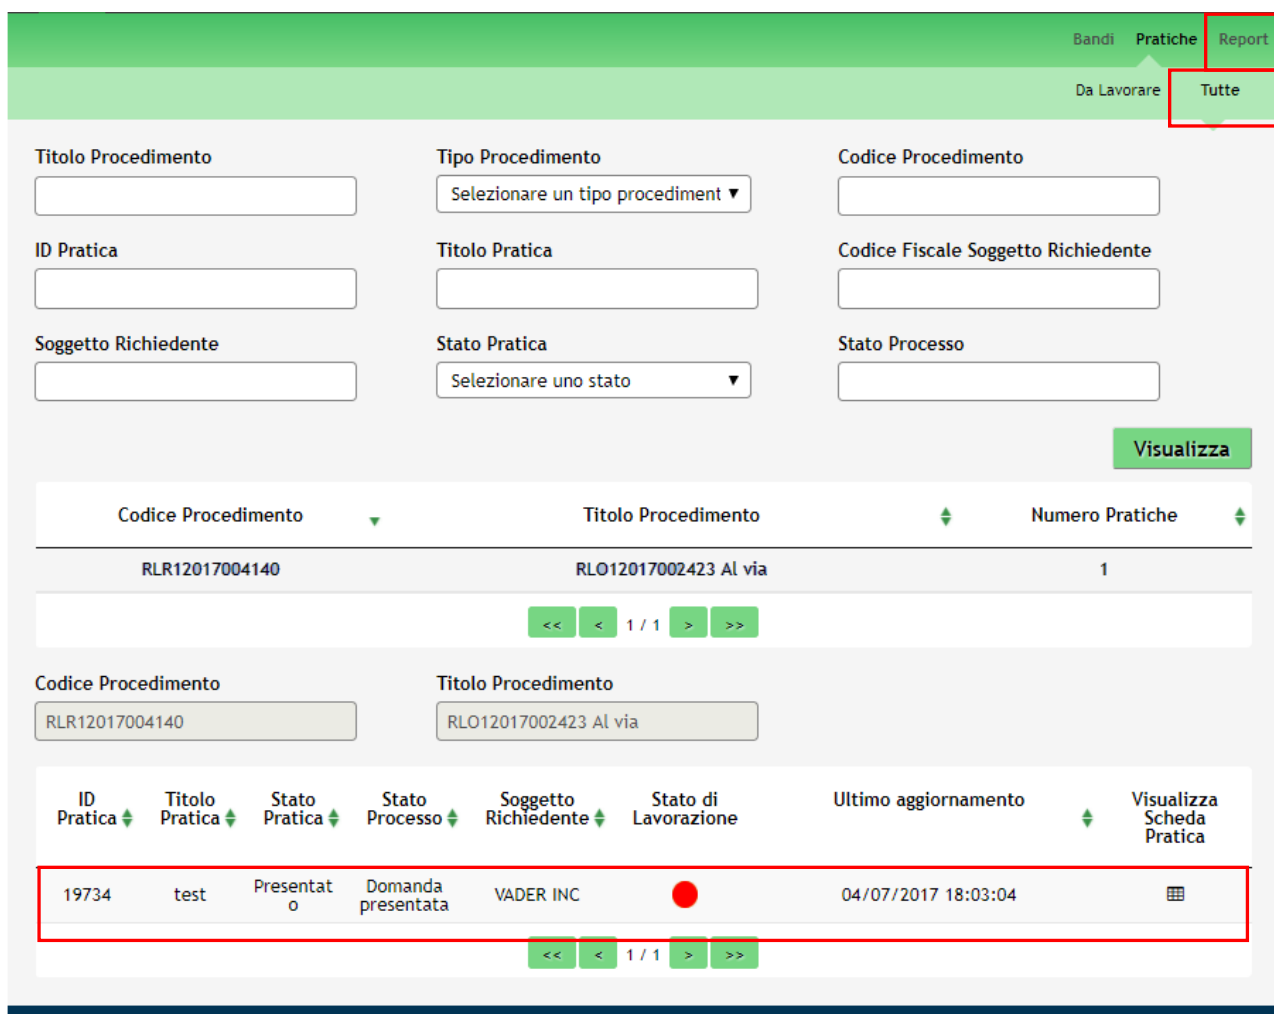 Bandi Pratiche Report
Da Lavorare Tutte
Titolo Procedimento Tipo Procedimento Codice Procedimento
Selezionare un tipo procediment ▼
ID Pratica Titolo Pratica Codice Fiscale Soggetto Richiedente
Soggetto Richiedente Stato Pratica Stato Processo
Selezionare uno stato ▼
Visualizza
Codice Procedimento Titolo Procedimento Numero Pratiche
RLR12017004140 RLO12017002423 Al via 1
<< < 1 / 1 > >>
Codice Procedimento Titolo Procedimento
RLR12017004140 RLO12017002423 Al via
ID Titolo Stato Stato Soggetto Stato di Ultimo aggiornamento Visualizza
Pratica Pratica Pratica Processo Richiedente Lavorazione Scheda
Pratica
19734 test Presentat Domanda VADER INC 04/07/2017 18:03:04
o presentata
<< < 1 / 1 > >>